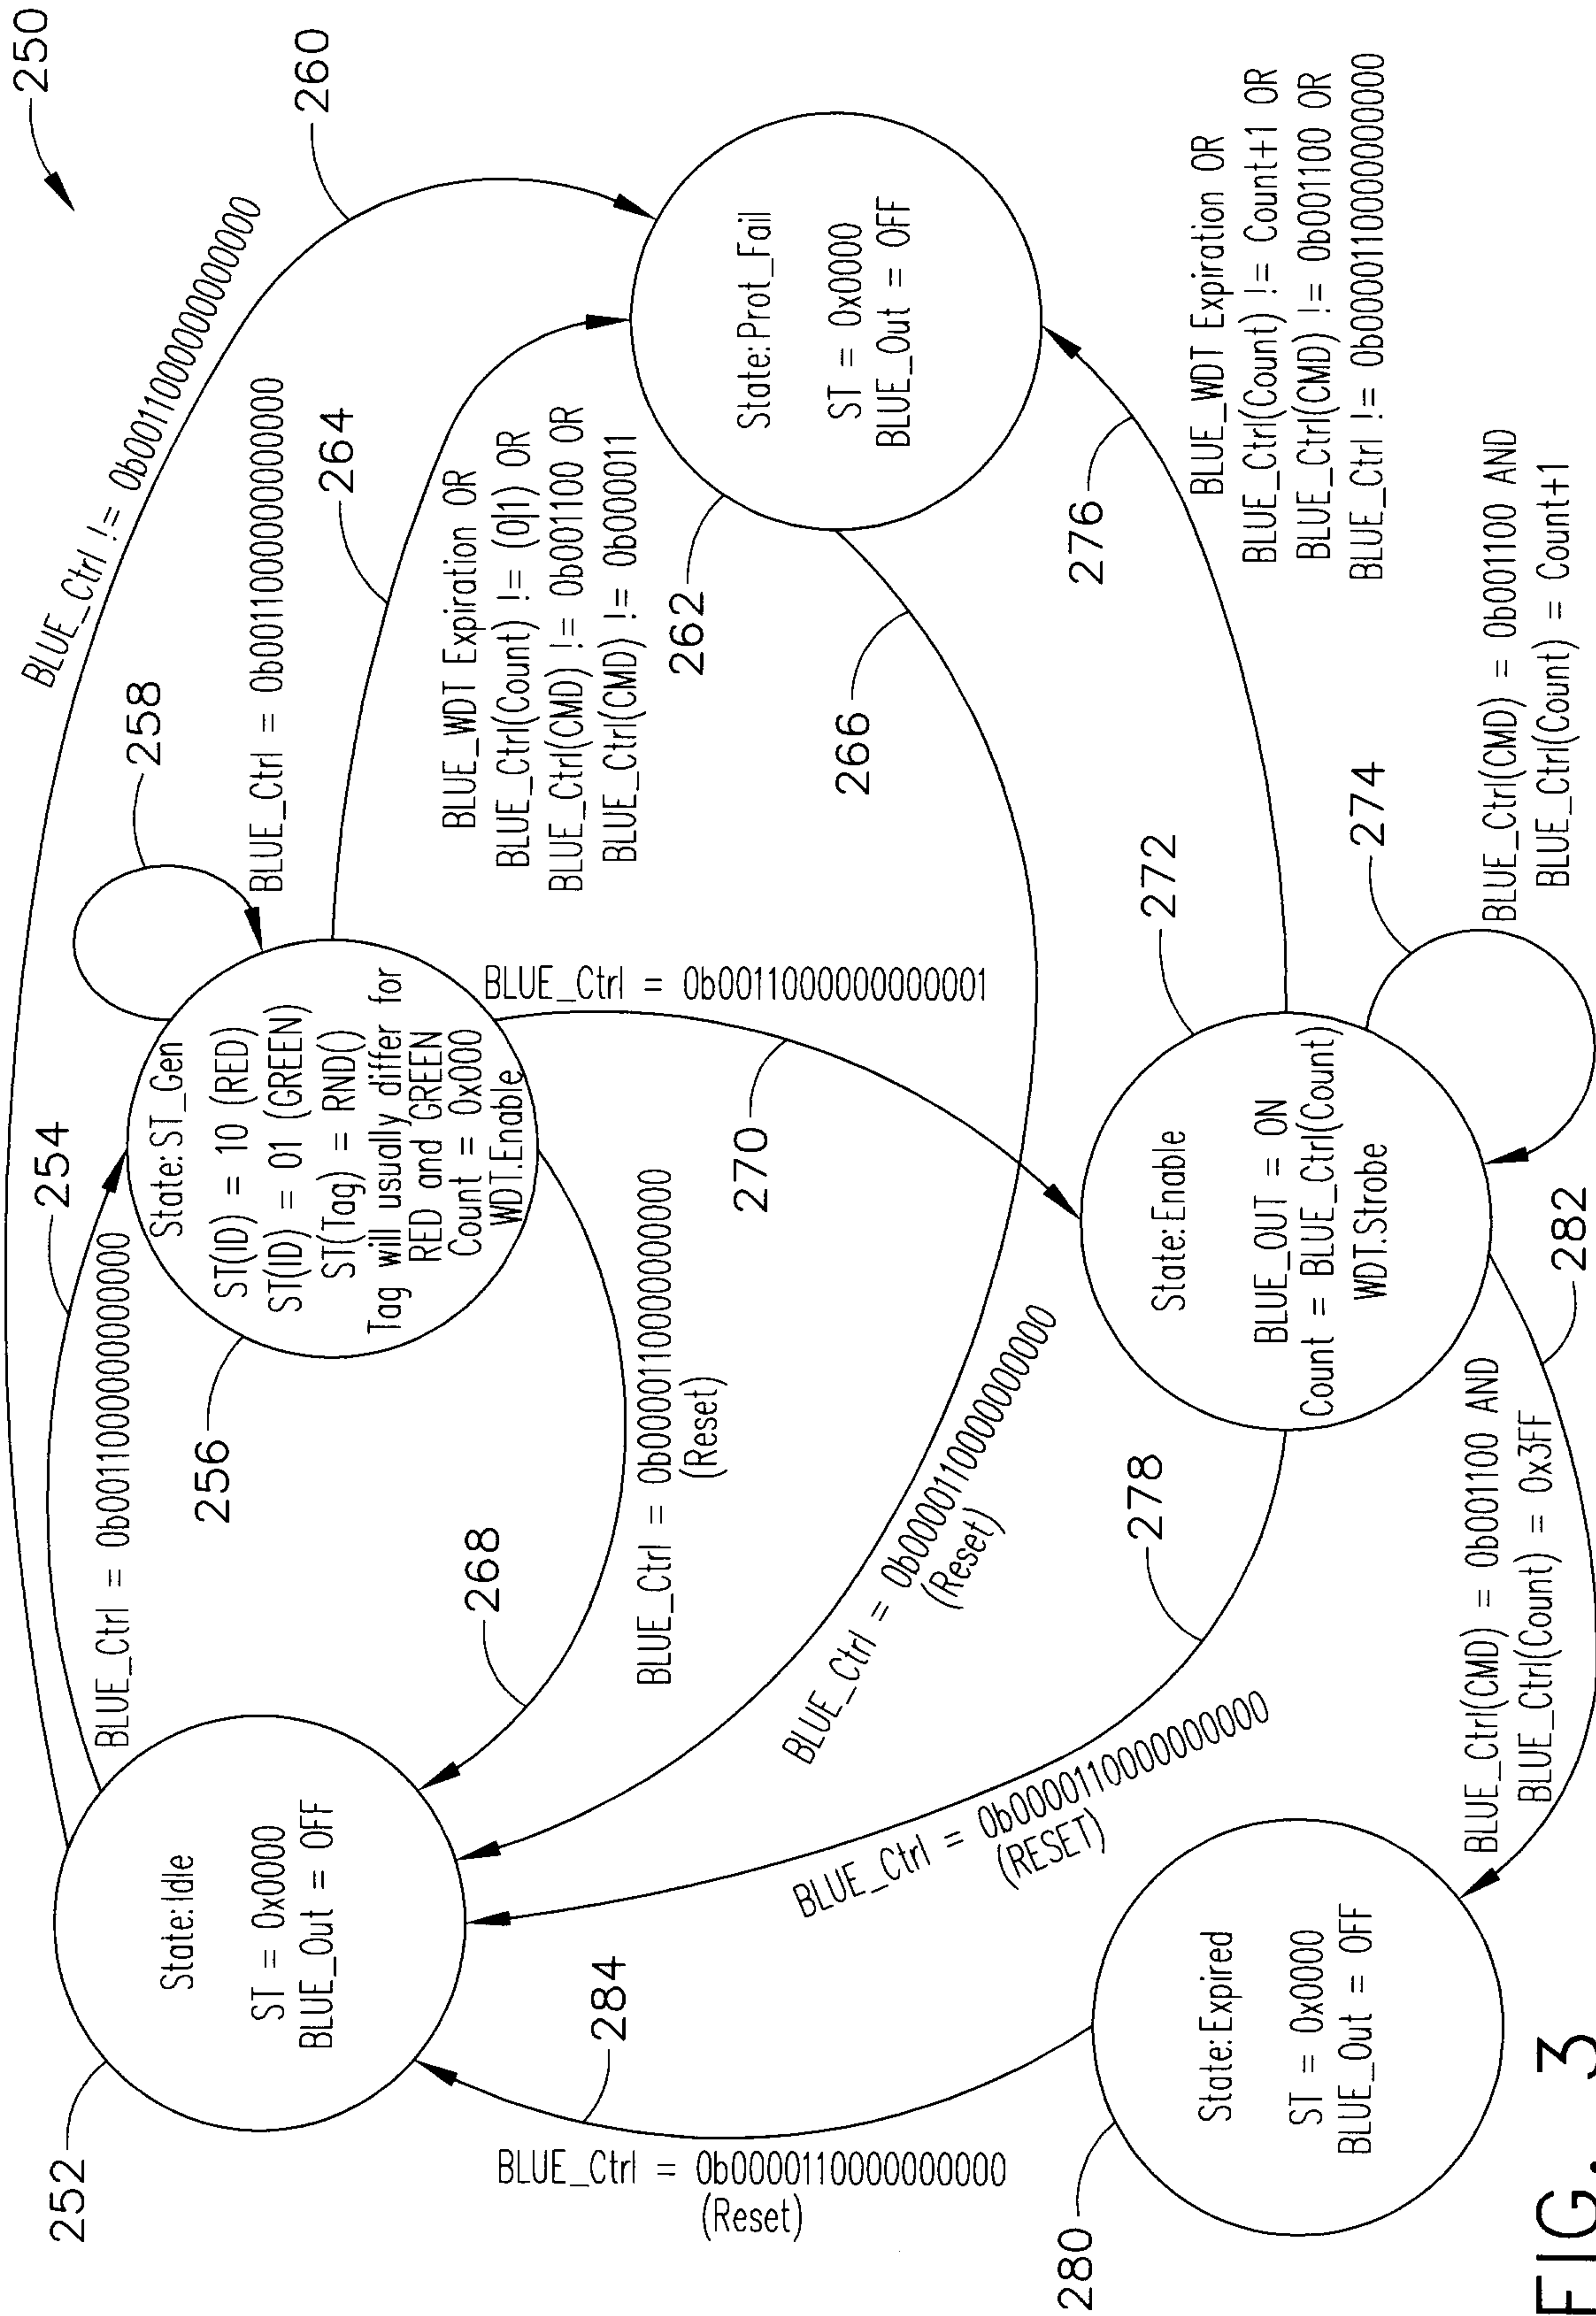 250
BLUE_Ctrl != 0b0011000000000000
260
254
BLUE_Ctrl = 0b0011000000000000
258
BLUE_Ctrl = 0b0011000000000000
252
State:Idle
ST = 0x0000
BLUE_Out = OFF
256
State:ST_Gen
ST(ID) = 10 (RED)
ST(ID) = 01 (GREEN)
ST(Tag) = RND()
Tag will usually differ for
RED and GREEN
Count = 0x000
WDT.Enable
264
BLUE_WDT Expiration OR
BLUE_Ctrl(Count) != (0|1) OR
BLUE_Ctrl(CMD) != 0b001100 OR
BLUE_Ctrl(CMD) != 0b000011
262
State:Prot_Fail
ST = 0x0000
BLUE_Out = OFF
268
BLUE_Ctrl = 0b0000110000000000
(Reset)
BLUE_Ctrl = 0b0011000000000001
270
266
BLUE_Ctrl = 0b0000110000000000
(Reset)
284
BLUE_Ctrl = 0b0000110000000000
(Reset)
BLUE_Ctrl = 0b0000110000000000
(RESET)
278
272
State:Enable
BLUE_OUT = ON
Count = BLUE_Ctrl(Count)
WDT.Strobe
276
BLUE_WDT Expiration OR
BLUE_Ctrl(Count) != Count+1 OR
BLUE_Ctrl(CMD) != 0b001100 OR
BLUE_Ctrl != 0b0000110000000000
274
BLUE_Ctrl(CMD) = 0b001100 AND
BLUE_Ctrl(Count) = Count+1
280
State:Expired
ST = 0x0000
BLUE_Out = OFF
282
BLUE_Ctrl(CMD) = 0b001100 AND
BLUE_Ctrl(Count) = 0x3FF
FIG. 3